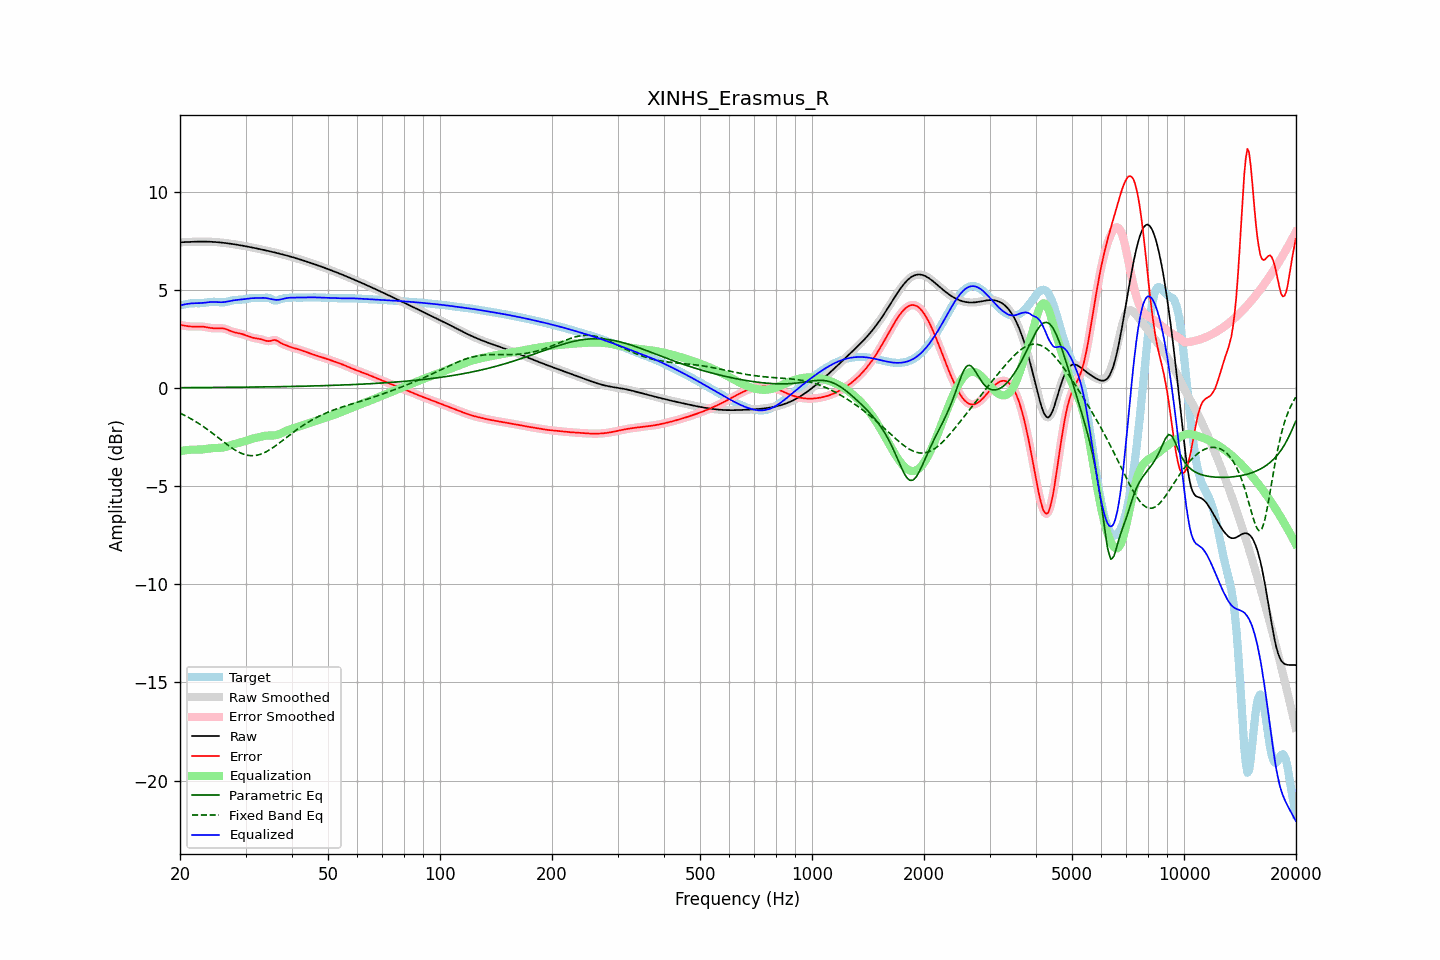 XINHS_Erasmus_R
10
5
0
−5
−10
−15
−20
Amplitude (dBr)
Target
Raw Smoothed
Error Smoothed
Raw
Error
Equalization
Parametric Eq
Fixed Band Eq
Equalized
20 50 100 200 500 1000 2000 5000 10000 20000
Frequency (Hz)